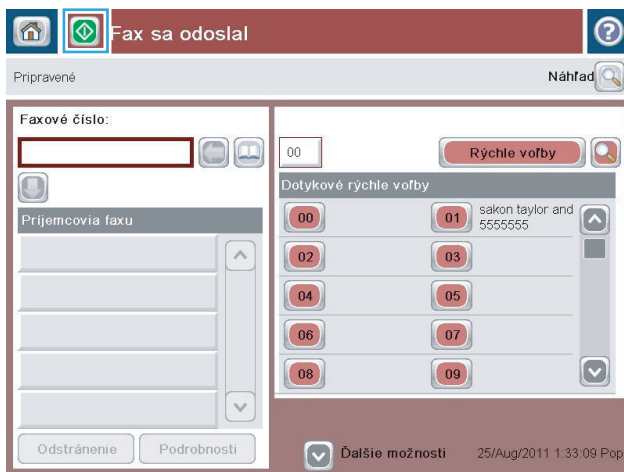 Fax sa odoslal
?
Pripravené
Náhľad
Faxové číslo:
Príjemcovia faxu
Odstránenie
Podrobnosti
00
Rýchle voľby
Dotykové rýchle voľby
00
01
sakon taylor and
5555555
02
03
04
05
06
07
08
09
Ďalšie možnosti
25/Aug/2011 1:33:09 Pop